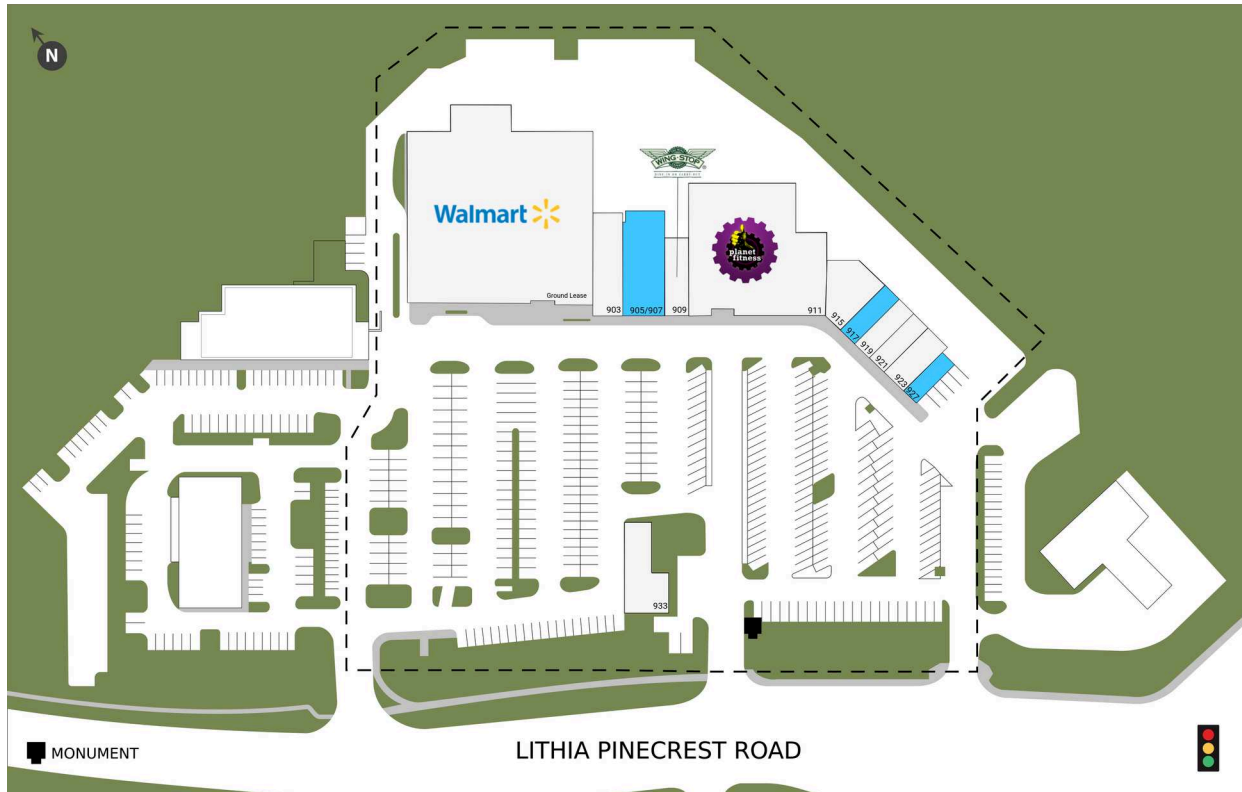 N
WING STOP
Walmart
planet
fitness
Ground Lease
903
905/907
909
911
915
917
919
921
923
927
933
MONUMENT
LITHIA PINECREST ROAD